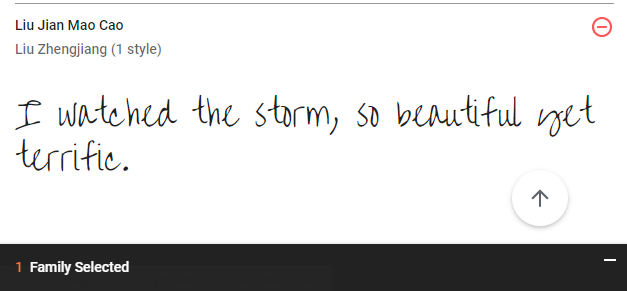 Liu Jian Mao Cao
Liu Zhengjiang (1 style)
I watched the storm, so beautiful yet
terrific.
1 Family Selected